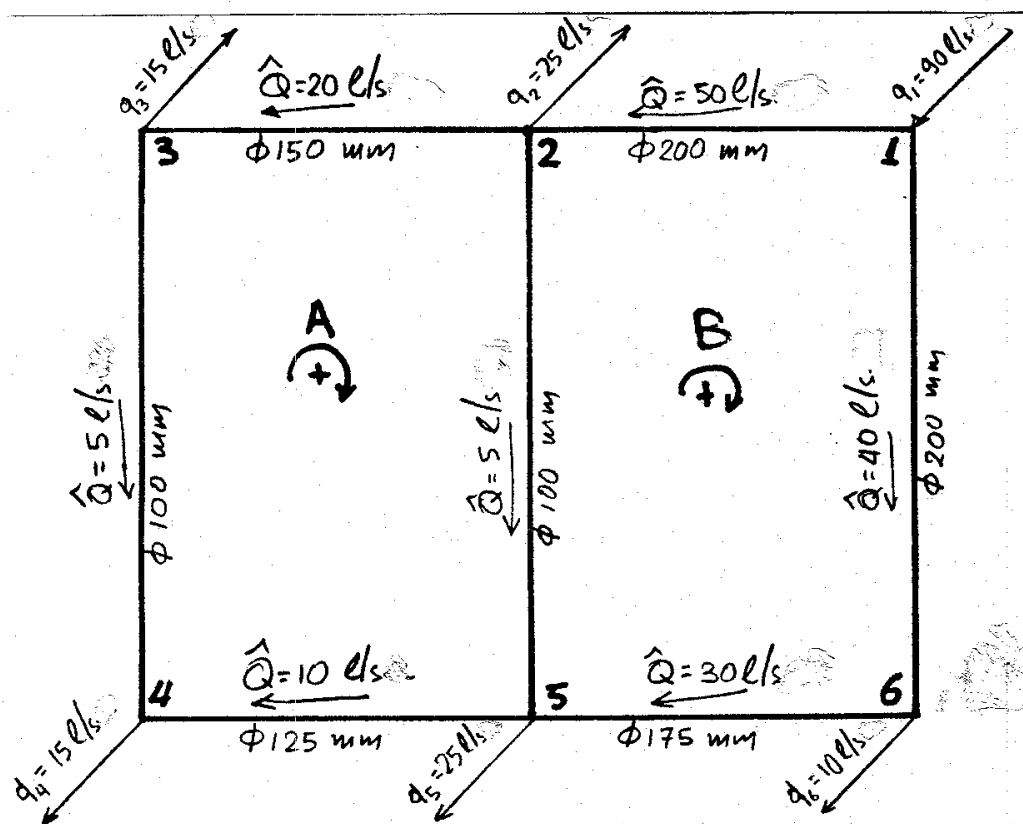 q₃=15 l/s
Q̂=20 l/s
q₂=25 l/s
Q̂=50 l/s.
q₁=90 l/s
3
ϕ150 mm
2
ϕ200 mm
1
A
+
B
+
Q̂=5 l/s
ϕ100 mm
Q̂=5 l/s
ϕ100 mm
Q̂=40 l/s.
ϕ200 mm
4
Q̂=10 l/s.
5
Q̂=30 l/s
6
q₄=15 l/s
ϕ125 mm
q₅=25 l/s
ϕ175 mm
q₆=10 l/s